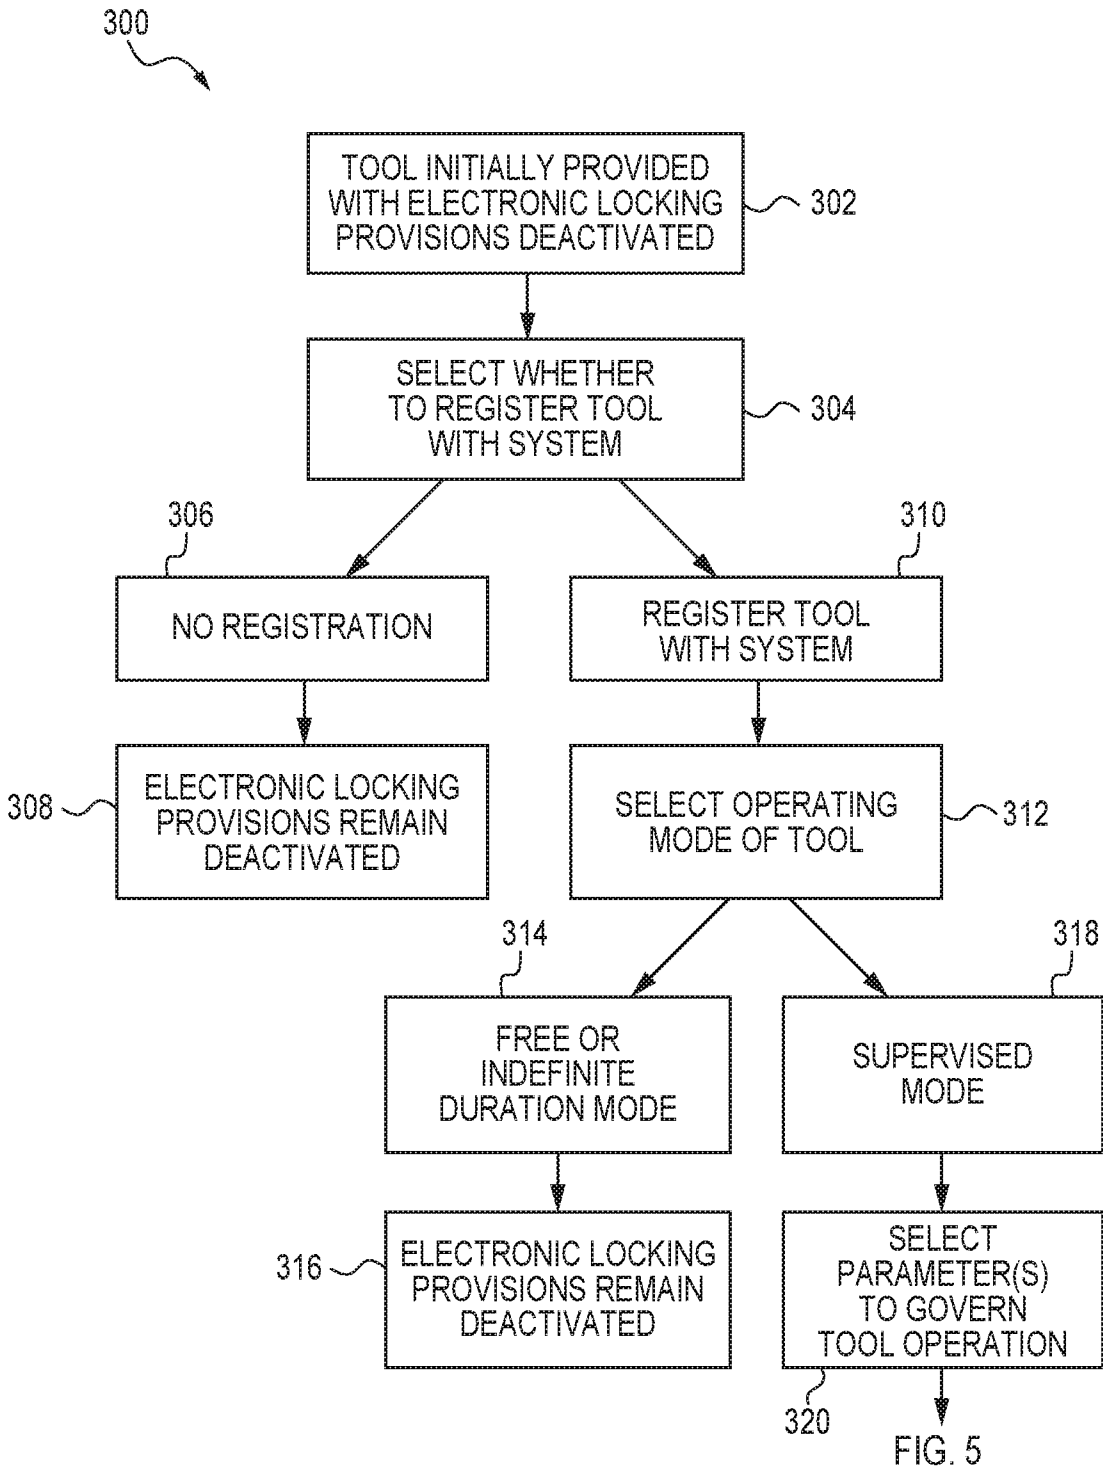 300
TOOL INITIALLY PROVIDED
WITH ELECTRONIC LOCKING
PROVISIONS DEACTIVATED
302
SELECT WHETHER
TO REGISTER TOOL
WITH SYSTEM
304
306
310
NO REGISTRATION
REGISTER TOOL
WITH SYSTEM
ELECTRONIC LOCKING
PROVISIONS REMAIN
DEACTIVATED
308
SELECT OPERATING
MODE OF TOOL
312
314
318
FREE OR
INDEFINITE
DURATION MODE
SUPERVISED
MODE
316
ELECTRONIC LOCKING
PROVISIONS REMAIN
DEACTIVATED
SELECT
PARAMETER(S)
TO GOVERN
TOOL OPERATION
320
FIG. 5